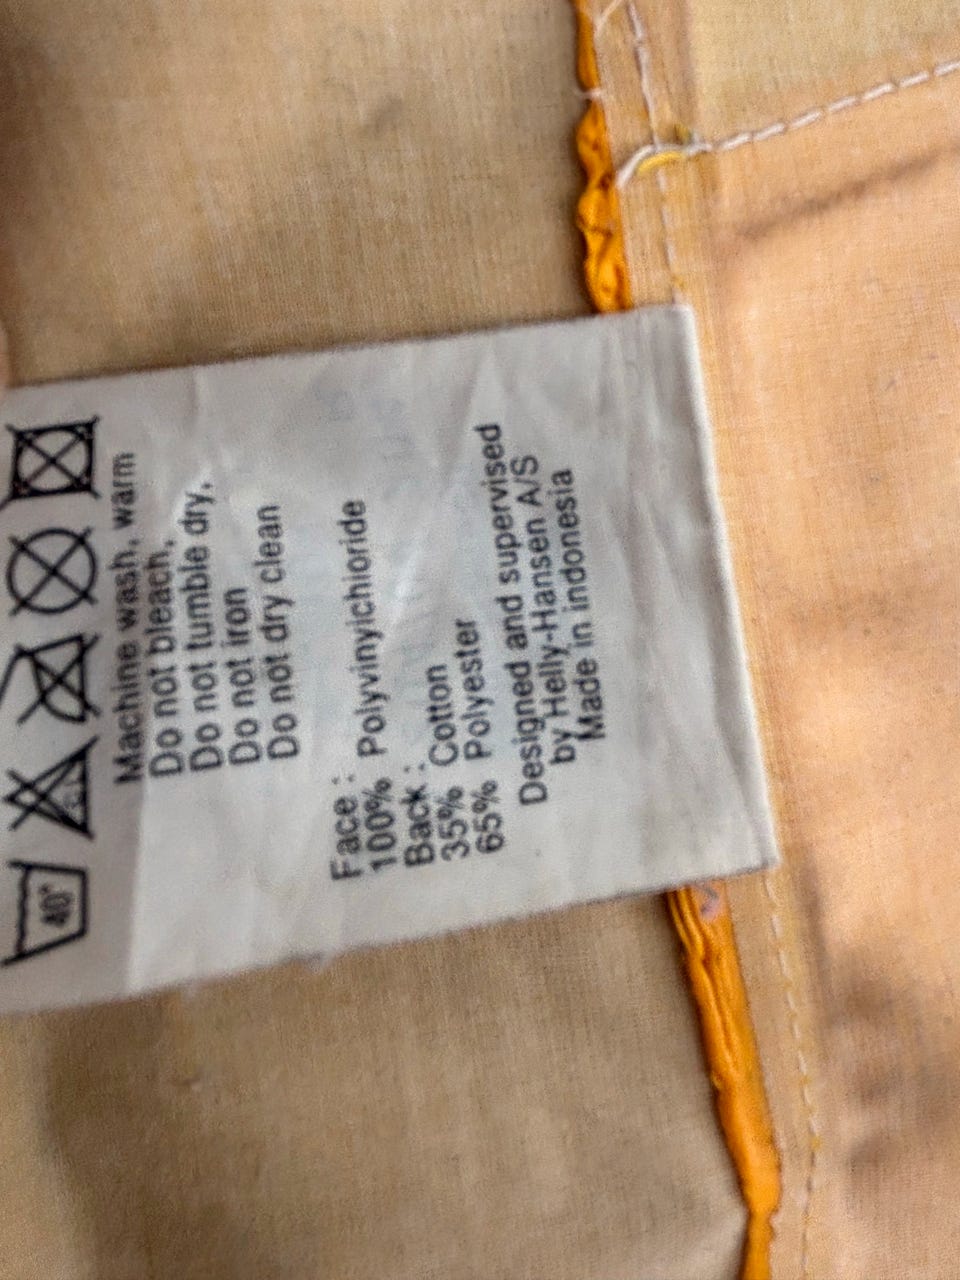 40°
Machine wash, warm
Do not bleach,
Do not tumble dry,
Do not iron
Do not dry clean
Face :
100% Polyvinyichioride
Back :
35% Cotton
65% Polyester
Designed and supervised
by Helly-Hansen A/S
Made in indonesia